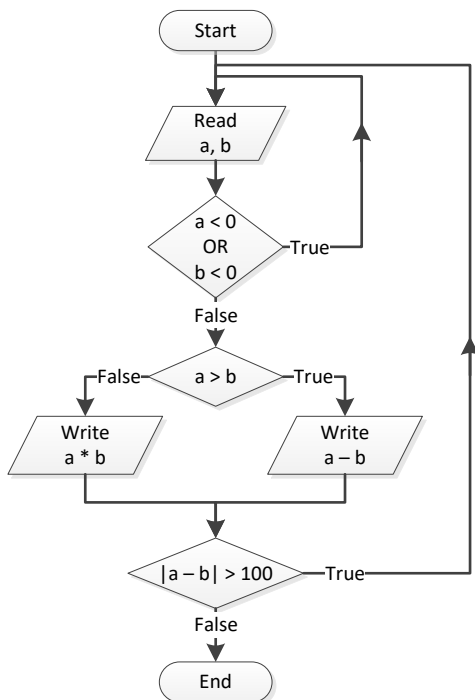 Start
Read
a, b
a < 0
OR
b < 0
True
False
a > b
False
True
Write
a * b
Write
a – b
|a – b| > 100
True
False
End